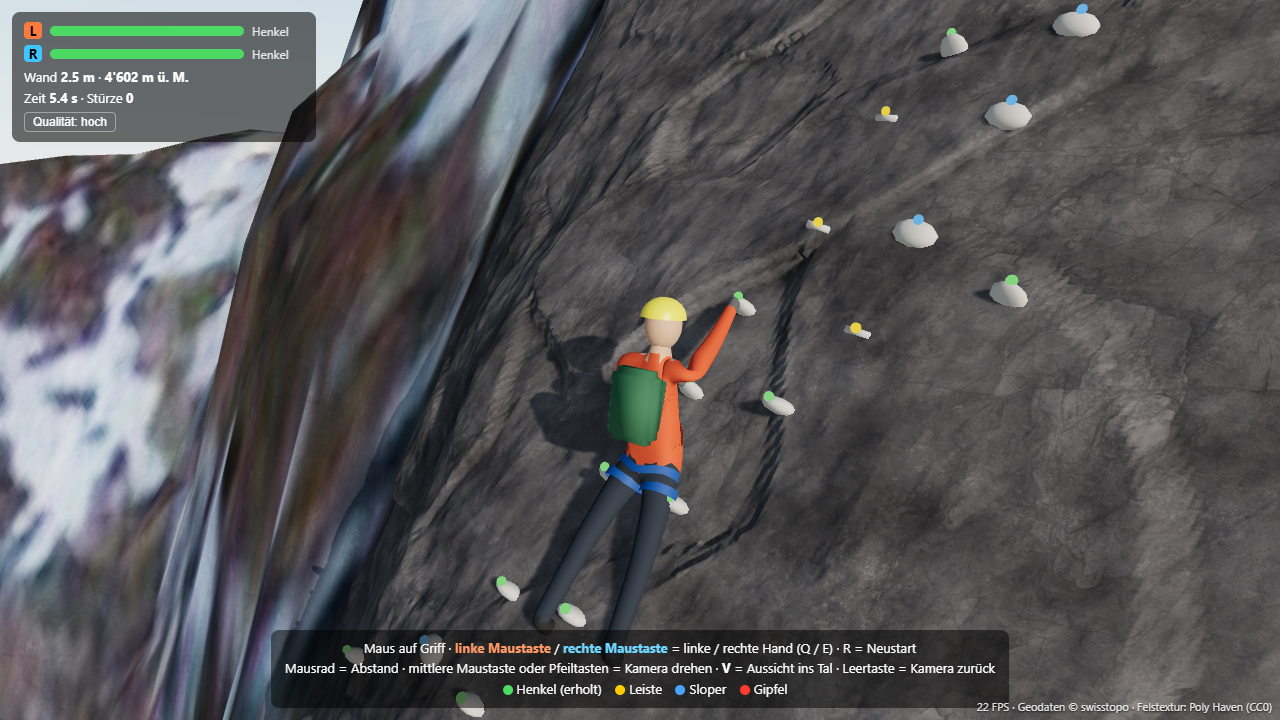 L Henkel
R Henkel
Wand 2.5 m · 4'602 m ü. M.
Zeit 5.4 s · Stürze 0
Qualität: hoch
Maus auf Griff · linke Maustaste / rechte Maustaste = linke / rechte Hand (Q / E) · R = Neustart
Mausrad = Abstand · mittlere Maustaste oder Pfeiltasten = Kamera drehen · V = Aussicht ins Tal · Leertaste = Kamera zurück
Henkel (erholt) Leiste Sloper Gipfel
22 FPS · Geodaten © swisstopo · Felstextur: Poly Haven (CC0)